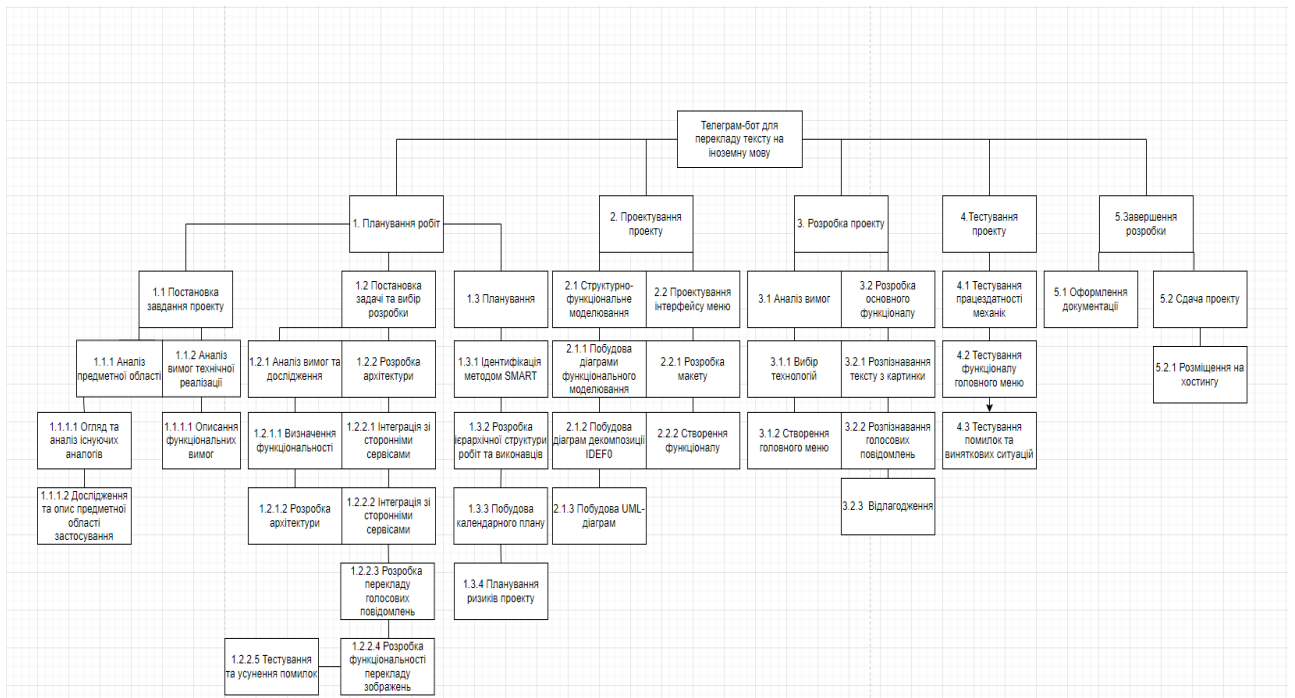 Телеграм-бот для
перекладу тексту на
іноземну мову
1. Планування робіт
2. Проектування
проекту
3. Розробка проекту
4.Тестування
проекту
5.Завершення
розробки
1.1 Постановка
завдання проекту
1.2 Постановка
задачі та вибір
розробки
1.3 Планування
2.1 Структурно-
функціональне
моделювання
2.2 Проектування
інтерфейсу меню
3.1 Аналіз вимог
3.2 Розробка
основного
функціоналу
4.1 Тестування
працездатності
механік
5.1 Оформлення
документації
5.2 Сдача проекту
1.1.1 Аналіз
предметної області
1.1.2 Аналіз
вимог технічної
реалізації
1.2.1 Аналіз вимог та
дослідження
1.2.2 Розробка
архітектури
1.3.1 Ідентифікація
методом SMART
2.1.1 Побудова
діаграми
функціонального
моделювання
2.2.1 Розробка
макету
3.1.1 Вибір
технологій
3.2.1 Розпізнавання
тексту з картинки
4.2 Тестування
функціоналу
головного меню
5.2.1 Розміщення на
хостингу
1.1.1.1 Огляд та
аналіз існуючих
аналогів
1.1.1.1 Описання
функціональних
вимог
1.2.1.1 Визначення
функціональності
1.2.2.1 Інтеграція зі
сторонніми
сервісами
1.3.2 Розробка
ієрархічної структури
робіт та виконавців
2.1.2 Побудова
діаграм декомпозиції
IDEF0
2.2.2 Створення
функціоналу
3.1.2 Створення
головного меню
3.2.2 Розпізнавання
голосових
повідомлень
4.3 Тестування
помилок та
виняткових ситуацій
1.1.1.2 Дослідження
та опис предметної
області
застосування
1.2.1.2 Розробка
архітектури
1.2.2.2 Інтеграція зі
сторонніми
сервісами
1.3.3 Побудова
календарного плану
2.1.3 Побудова UML-
діаграм
3.2.3 Відлагодження
1.2.2.3 Розробка
перекладу
голосових
повідомлень
1.3.4 Планування
ризиків проекту
1.2.2.5 Тестування
та усунення помилок
1.2.2.4 Розробка
функціональності
перекладу
зображень